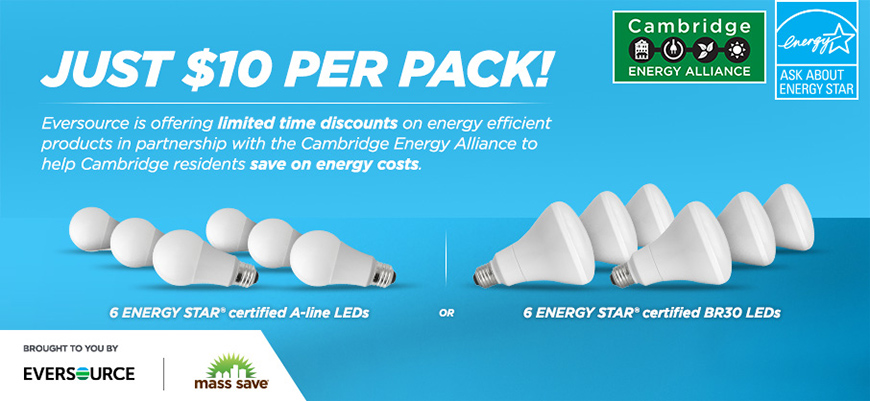 JUST $10 PER PACK!
Eversource is offering limited time discounts on energy efficient
products in partnership with the Cambridge Energy Alliance to
help Cambridge residents save on energy costs.
Cambridge
ENERGY ALLIANCE
energy
ASK ABOUT
ENERGY STAR
6 ENERGY STAR® certified A-line LEDs
OR
6 ENERGY STAR® certified BR30 LEDs
BROUGHT TO YOU BY
EVERSOURCE
mass save®